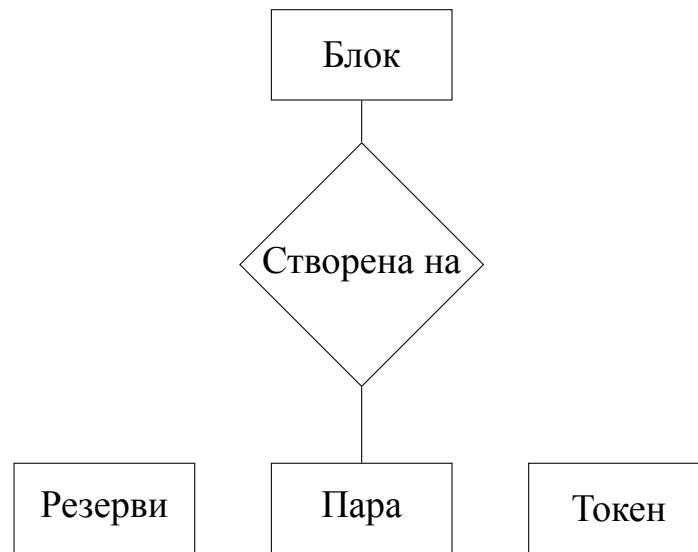 Блок
Створена на
Резерви
Пара
Токен